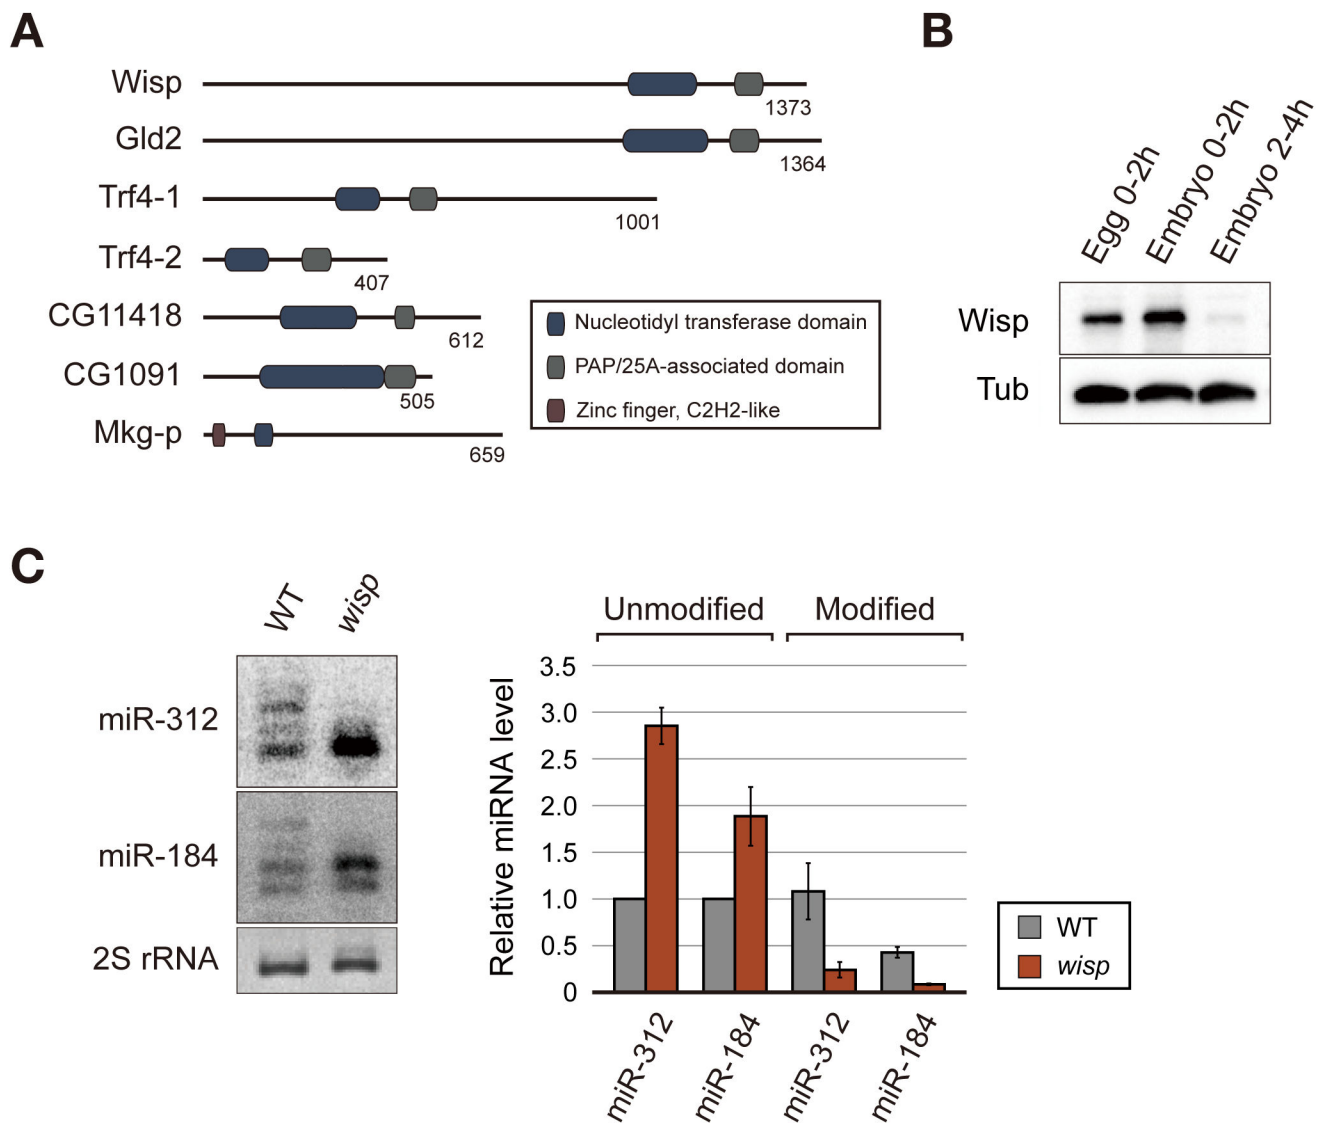 A
Wisp
1373
Gld2
1364
Trf4-1
1001
Trf4-2
407
CG11418
612
CG1091
505
Mkg-p
659
Nucleotidyl transferase domain
PAP/25A-associated domain
Zinc finger, C2H2-like
B
Egg 0-2h
Embryo 0-2h
Embryo 2-4h
Wisp
Tub
C
WT
wisp
miR-312
miR-184
2S rRNA
Unmodified
Modified
Relative miRNA level
3.5
3.0
2.5
2.0
1.5
1.0
0.5
0
miR-312
miR-184
miR-312
miR-184
WT
wisp